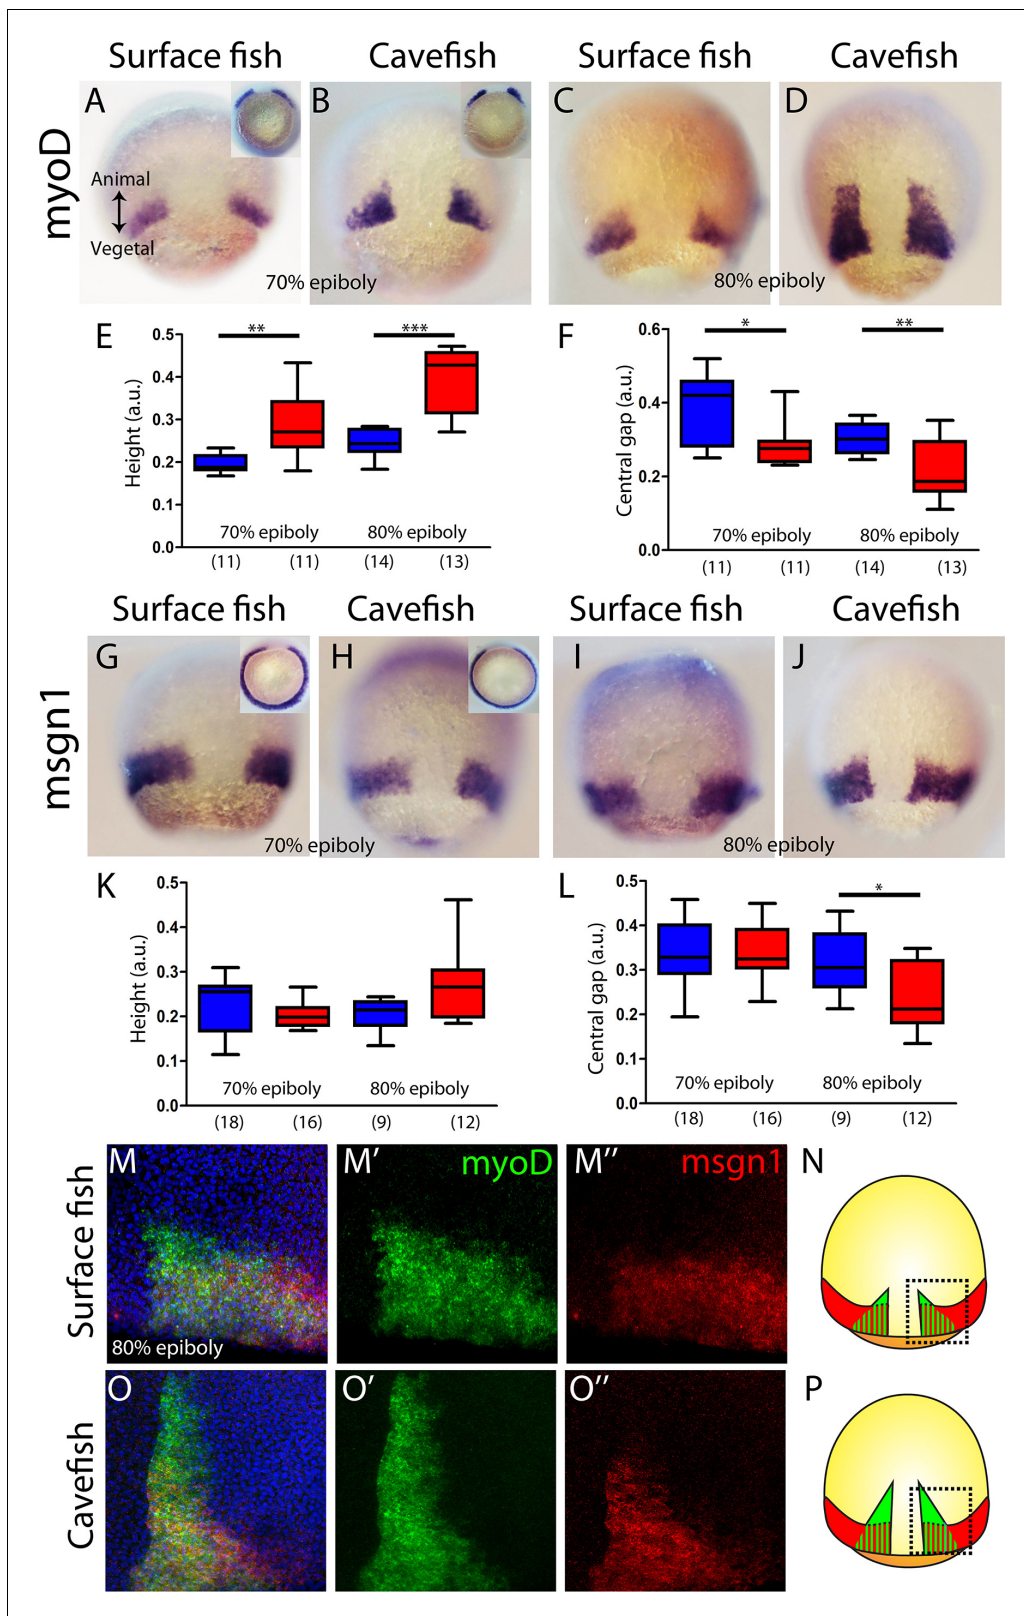 Surface fish Cavefish Surface fish Cavefish
myoD
A B C D
Animal
Vegetal
70% epiboly 80% epiboly
E F
** ***
* **
Height (a.u.)
0.5
0.4
0.3
0.2
0.1
0.0
70% epiboly 80% epiboly
(11) (11) (14) (13)
Central gap (a.u.)
0.6
0.4
0.2
0.0
70% epiboly 80% epiboly
(11) (11) (14) (13)
Surface fish Cavefish Surface fish Cavefish
msgn1
G H I J
70% epiboly 80% epiboly
K L
*
Height (a.u.)
0.5
0.4
0.3
0.2
0.1
0.0
70% epiboly 80% epiboly
(18) (16) (9) (12)
Central gap (a.u.)
0.5
0.4
0.3
0.2
0.1
0.0
70% epiboly 80% epiboly
(18) (16) (9) (12)
Surface fish
M M' myoD M'' msgn1 N
80% epiboly
Cavefish
O O' O'' P